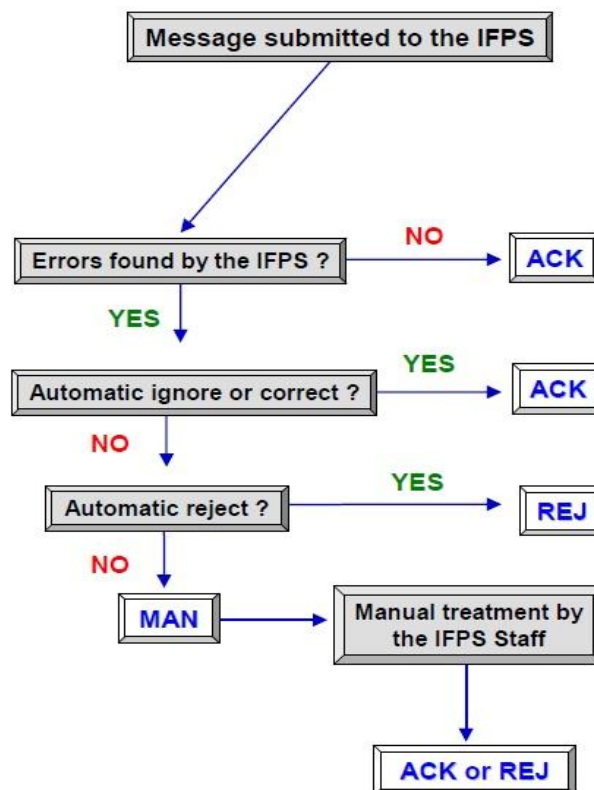 Message submitted to the IFPS
NO
Errors found by the IFPS ?
ACK
YES
YES
Automatic ignore or correct ?
ACK
NO
YES
Automatic reject ?
REJ
NO
MAN
Manual treatment by
the IFPS Staff
ACK or REJ